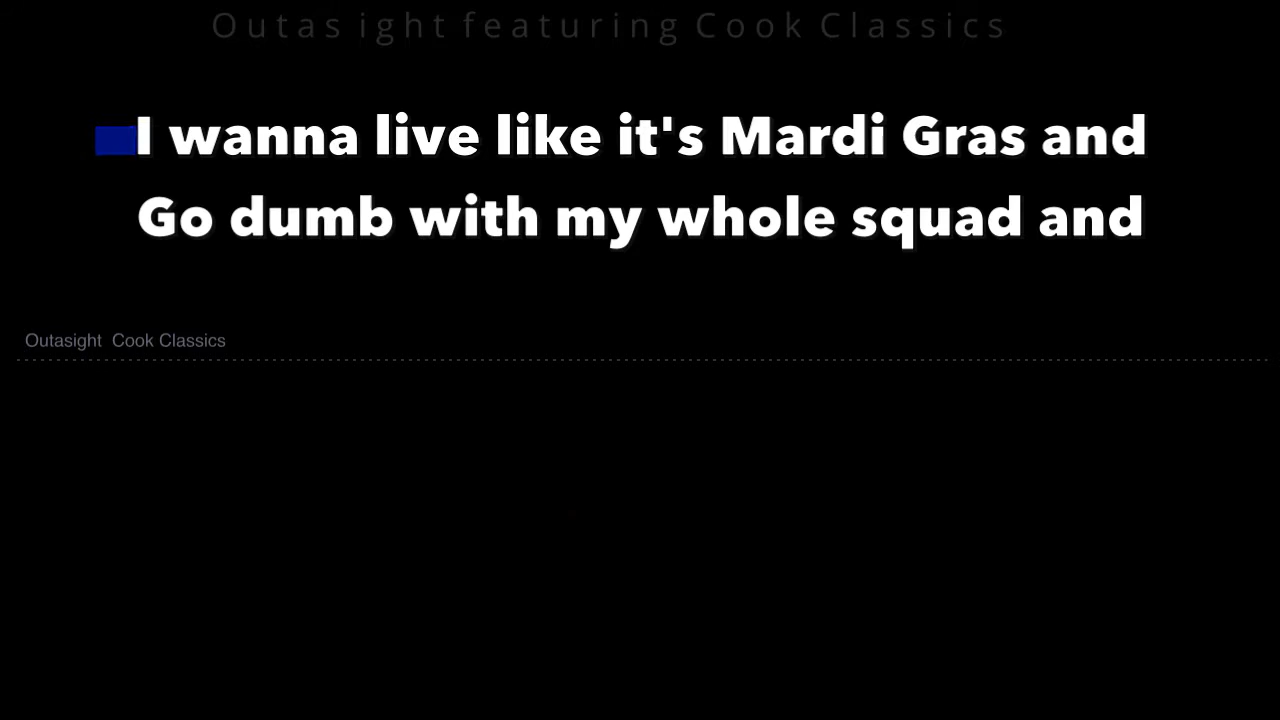 Outasight featuring Cook Classics
I wanna live like it's Mardi Gras and
Go dumb with my whole squad and
Outasight Cook Classics